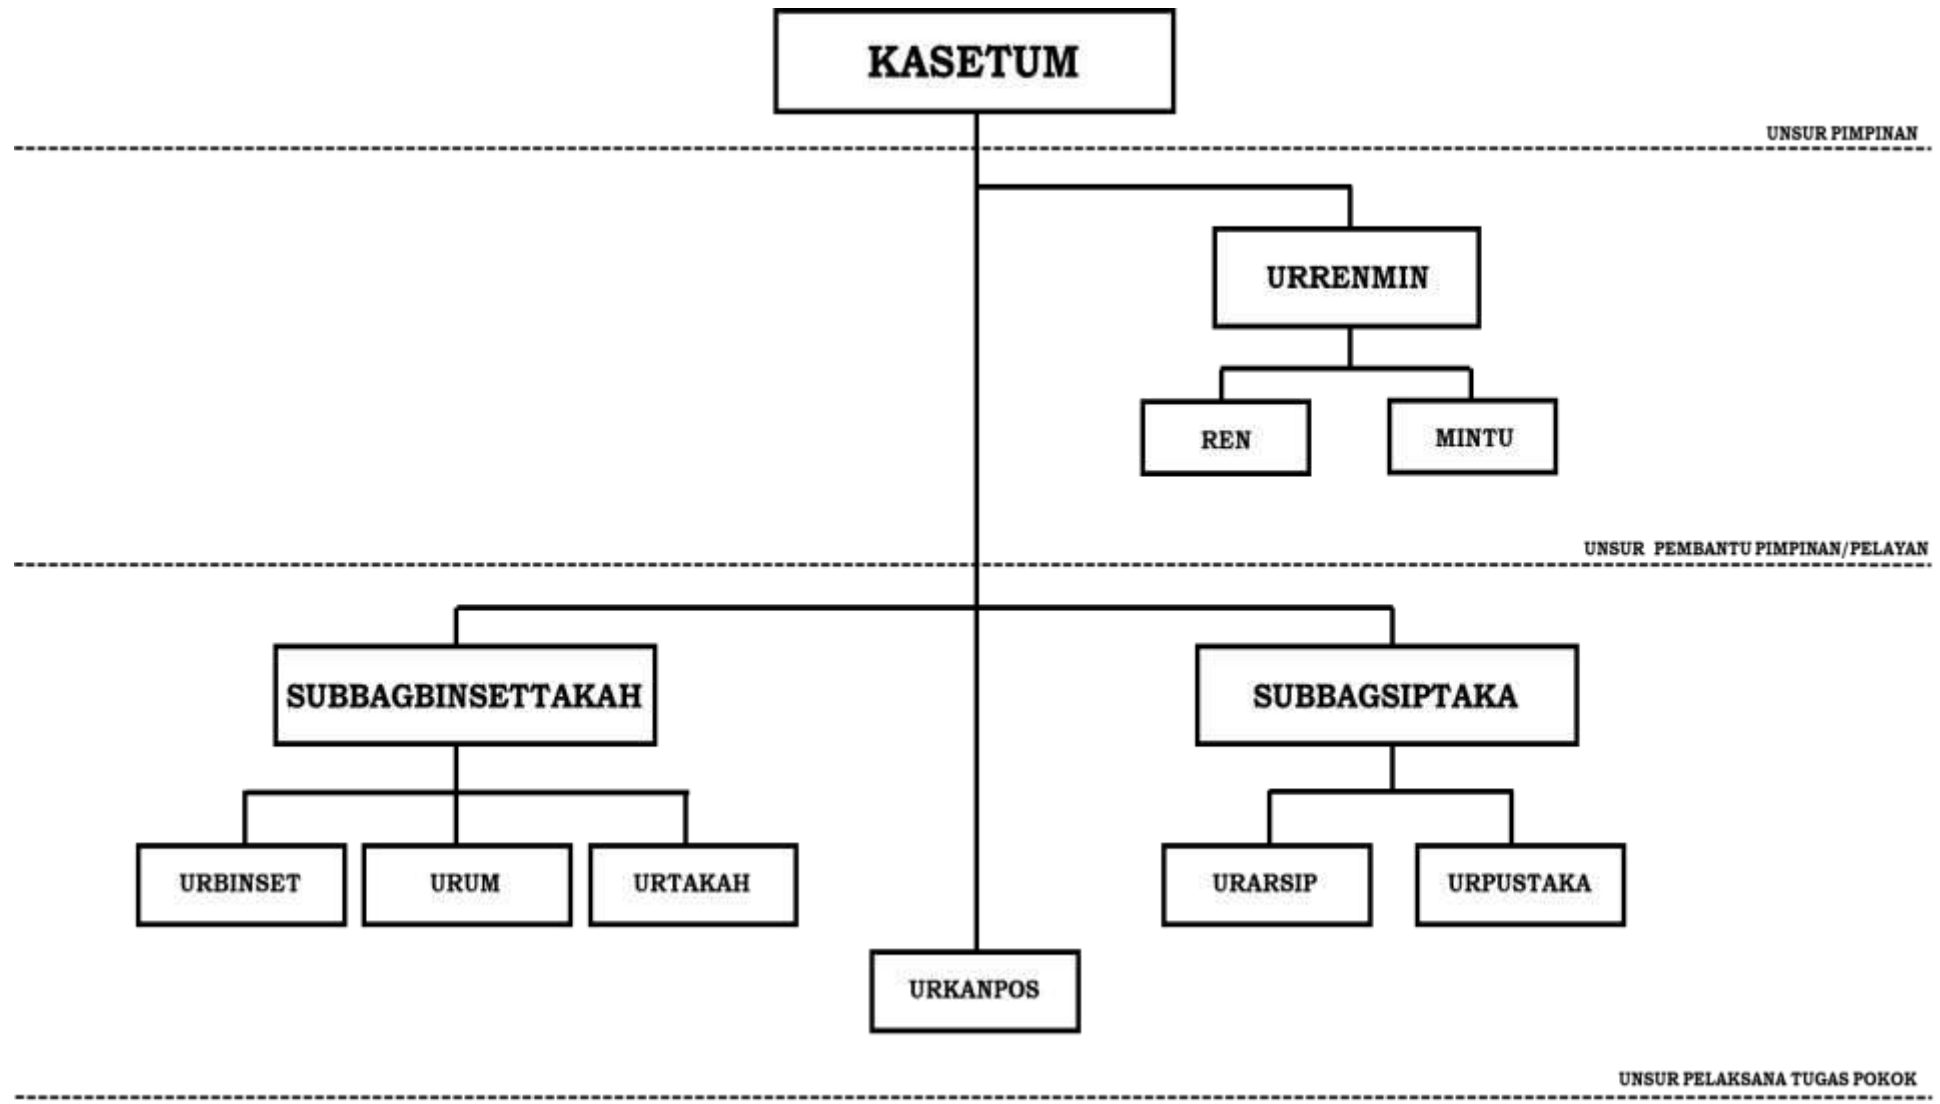 KASETUM
UNSUR PIMPINAN
URRENMIN
REN
MINTU
UNSUR PEMBANTU PIMPINAN/PELAYAN
SUBBAGBINSETTAKAH
SUBBAGSIPTAKA
URBINSET
URUM
URTAKAH
URARSIP
URPUSTAKA
URKANPOS
UNSUR PELAKSANA TUGAS POKOK